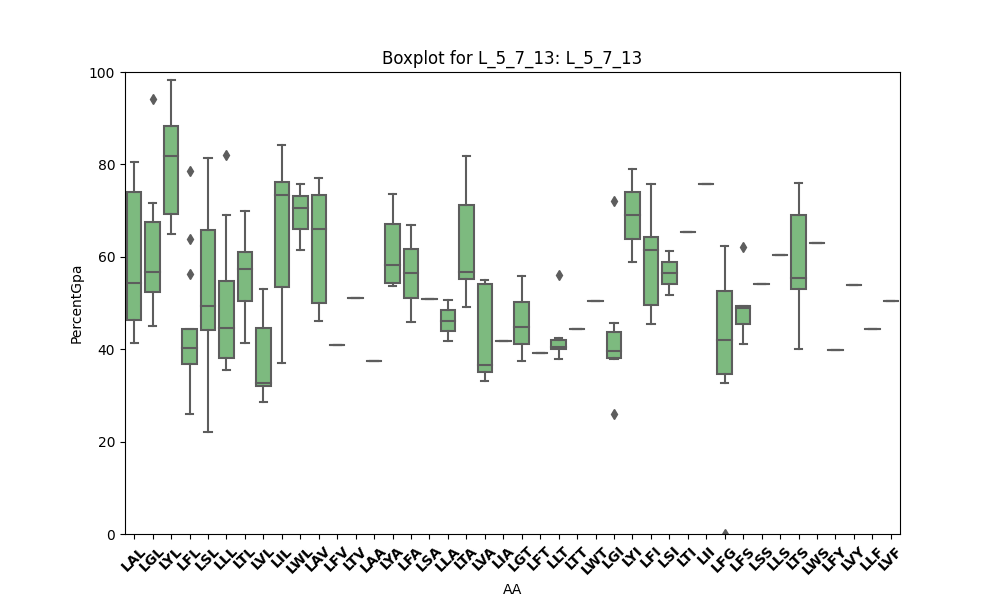 Boxplot for L_5_7_13: L_5_7_13
100
80
60
40
20
0
PercentGpa
LAL LGL LYL LFL LSL LLL LTL LVL LIL LWL LAV LFV LTV LAA LYA LFA LSA LLA LTA LVA LIA LGT LFT LLT LTT LWT LGI LYI LFI LSI LTI LII LFG LFS LSS LLS LTS LWS LFY LVY LLF LVF
AA